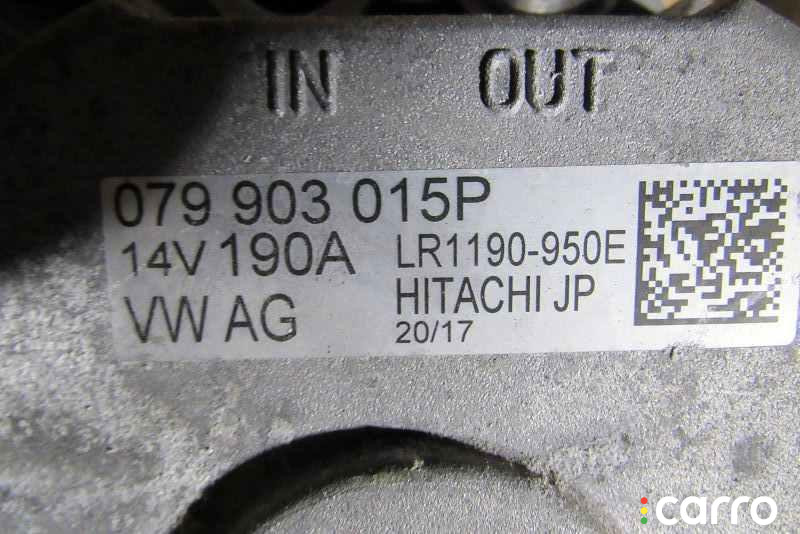 IN OUT
079 903 015P
14V 190A LR1190-950E
VW AG HITACHI JP
20/17
carro